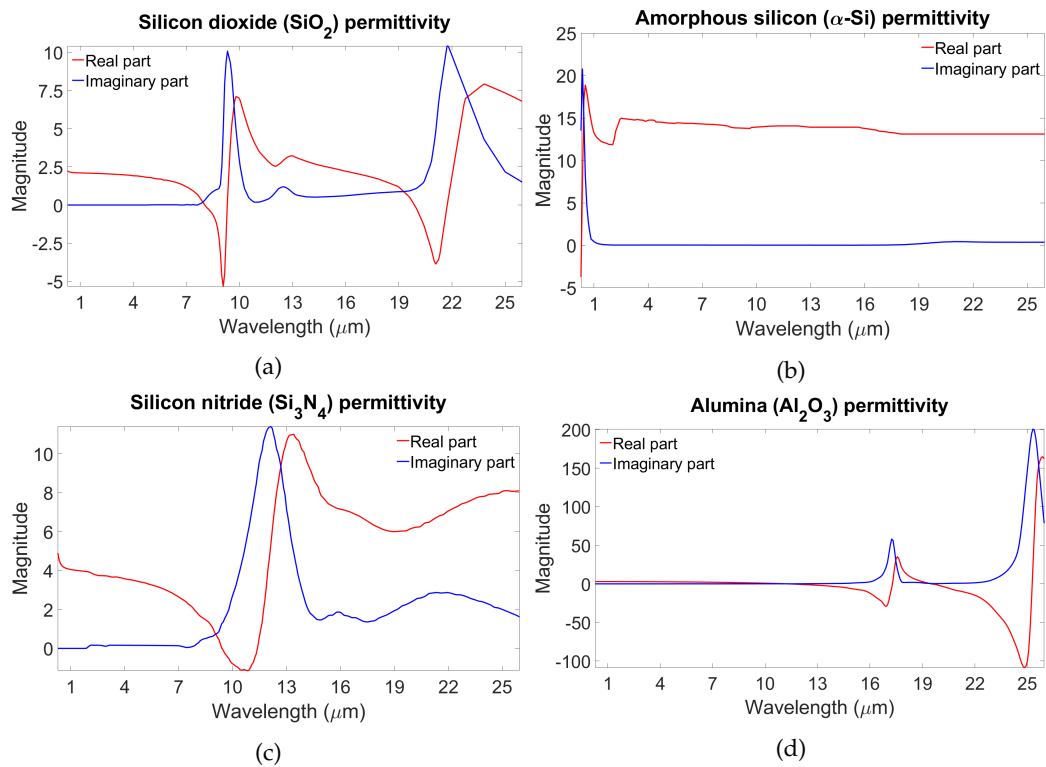 Silicon dioxide (SiO2) permittivity
Real part
Imaginary part
10
7.5
5
2.5
0
-2.5
-5
Magnitude
1 4 7 10 13 16 19 22 25
Wavelength (μm)
(a)
Amorphous silicon (α-Si) permittivity
Real part
Imaginary part
25
20
15
10
5
0
-5
Magnitude
1 4 7 10 13 16 19 22 25
Wavelength (μm)
(b)
Silicon nitride (Si3N4) permittivity
Real part
Imaginary part
10
8
6
4
2
0
Magnitude
1 4 7 10 13 16 19 22 25
Wavelength (μm)
(c)
Alumina (Al2O3) permittivity
Real part
Imaginary part
200
150
100
50
0
-50
-100
Magnitude
1 4 7 10 13 16 19 22 25
Wavelength (μm)
(d)